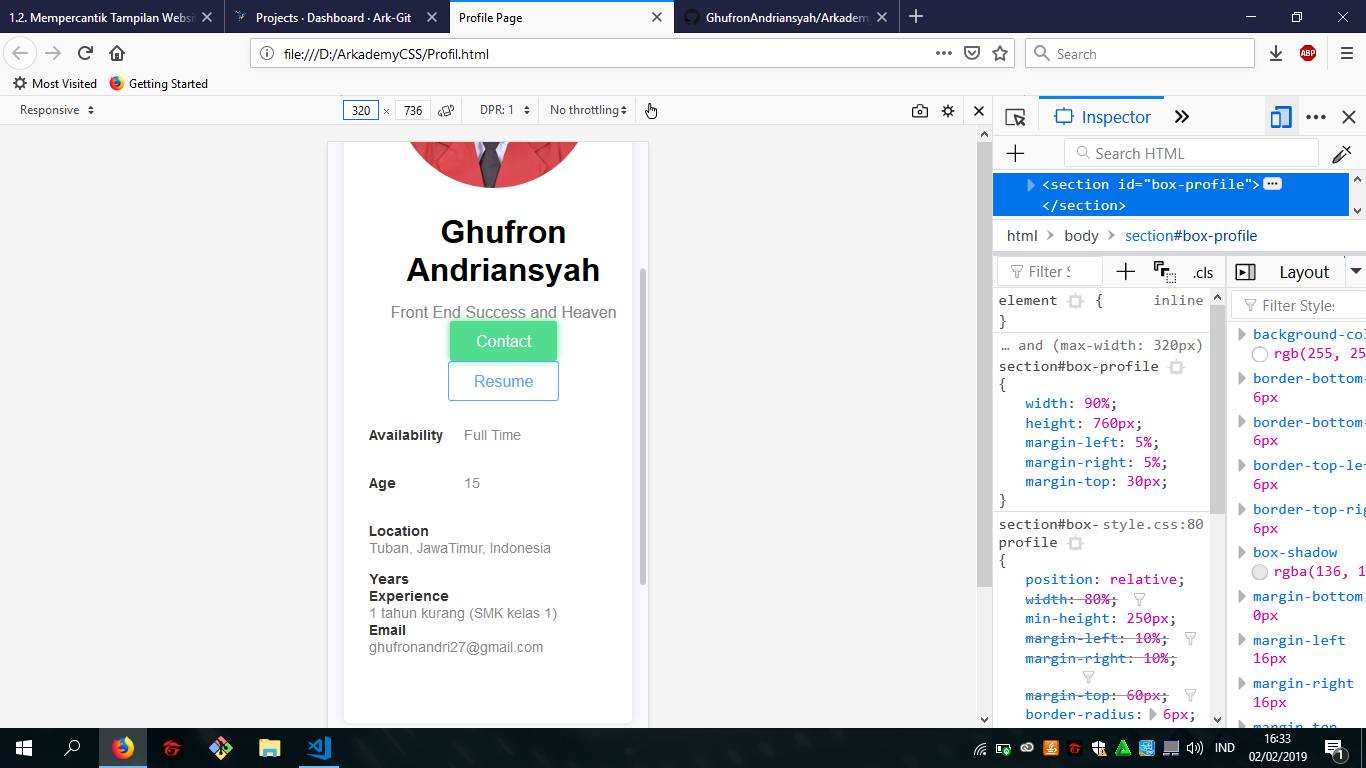 1.2. Mempercantik Tampilan Websi
Projects · Dashboard · Ark-Git
Profile Page
GhufronAndriansyah/Arkadem
file:///D:/ArkademyCSS/Profil.html
Search
ABP
Most Visited
Getting Started
Responsive
320 × 736
DPR: 1
No throttling
Inspector
Search HTML
<section id="box-profile">
</section>
html
body
section#box-profile
Filter S
.cls
Layout
Filter Styles
element { inline
}
… and (max-width: 320px)
section#box-profile
{
width: 90%;
height: 760px;
margin-left: 5%;
margin-right: 5%;
margin-top: 30px;
}
section#box-profile style.css:80
{
position: relative;
width: 80%;
min-height: 250px;
margin-left: 10%;
margin-right: 10%;
margin-top: 60px;
border-radius: 6px;
background-col
rgb(255, 25
border-bottom-
6px
border-bottom-
6px
border-top-lef
6px
border-top-rig
6px
box-shadow
rgba(136, 1
margin-bottom
0px
margin-left
16px
margin-right
16px
margin-top
Ghufron
Andriansyah
Front End Success and Heaven
Contact
Resume
Availability Full Time
Age 15
Location
Tuban, JawaTimur, Indonesia
Years
Experience
1 tahun kurang (SMK kelas 1)
Email
ghufronandri27@gmail.com
IND
16:33
02/02/2019
1